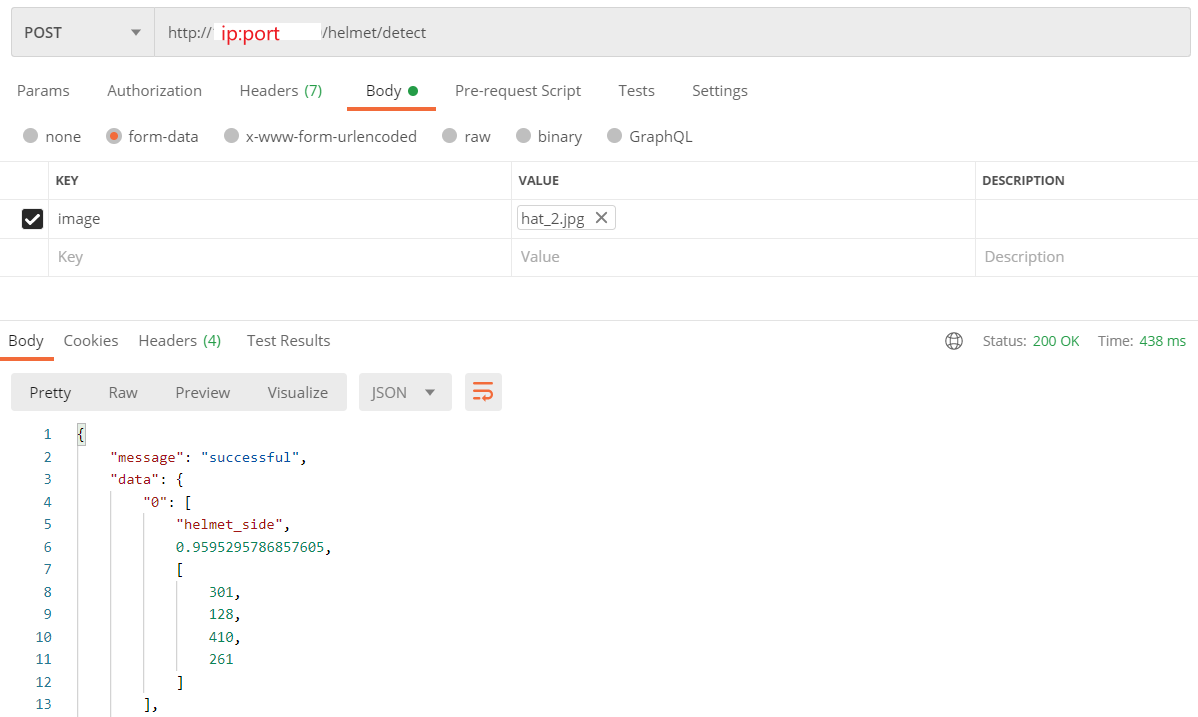 POST http:// ip:port /helmet/detect
Params Authorization Headers (7) Body Pre-request Script Tests Settings
none form-data x-www-form-urlencoded raw binary GraphQL
KEY VALUE DESCRIPTION
image hat_2.jpg
Key Value Description
Body Cookies Headers (4) Test Results Status: 200 OK Time: 438 ms
Pretty Raw Preview Visualize JSON
1 {
2 "message": "successful",
3 "data": {
4 "0": [
5 "helmet_side",
6 0.9595295786857605,
7 [
8 301,
9 128,
10 410,
11 261
12 ]
13 ],